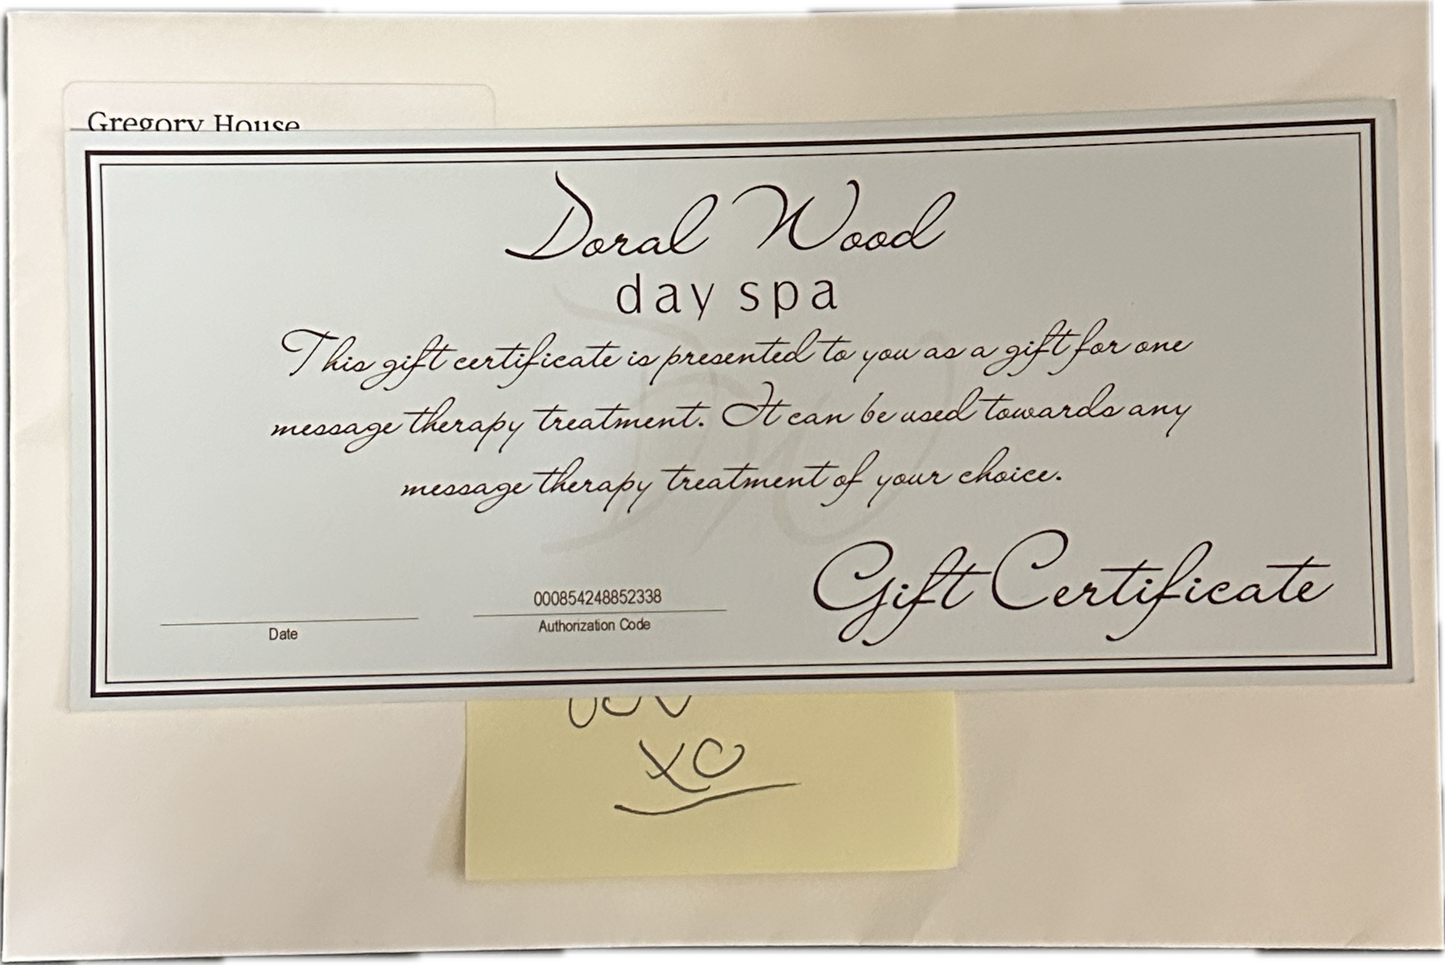 Gregory House
Doral Wood
day spa
This gift certificate is presented to you as a gift for one
message therapy treatment. It can be used towards any
message therapy treatment of your choice.
000854248852338
Date
Authorization Code
Gift Certificate
XO